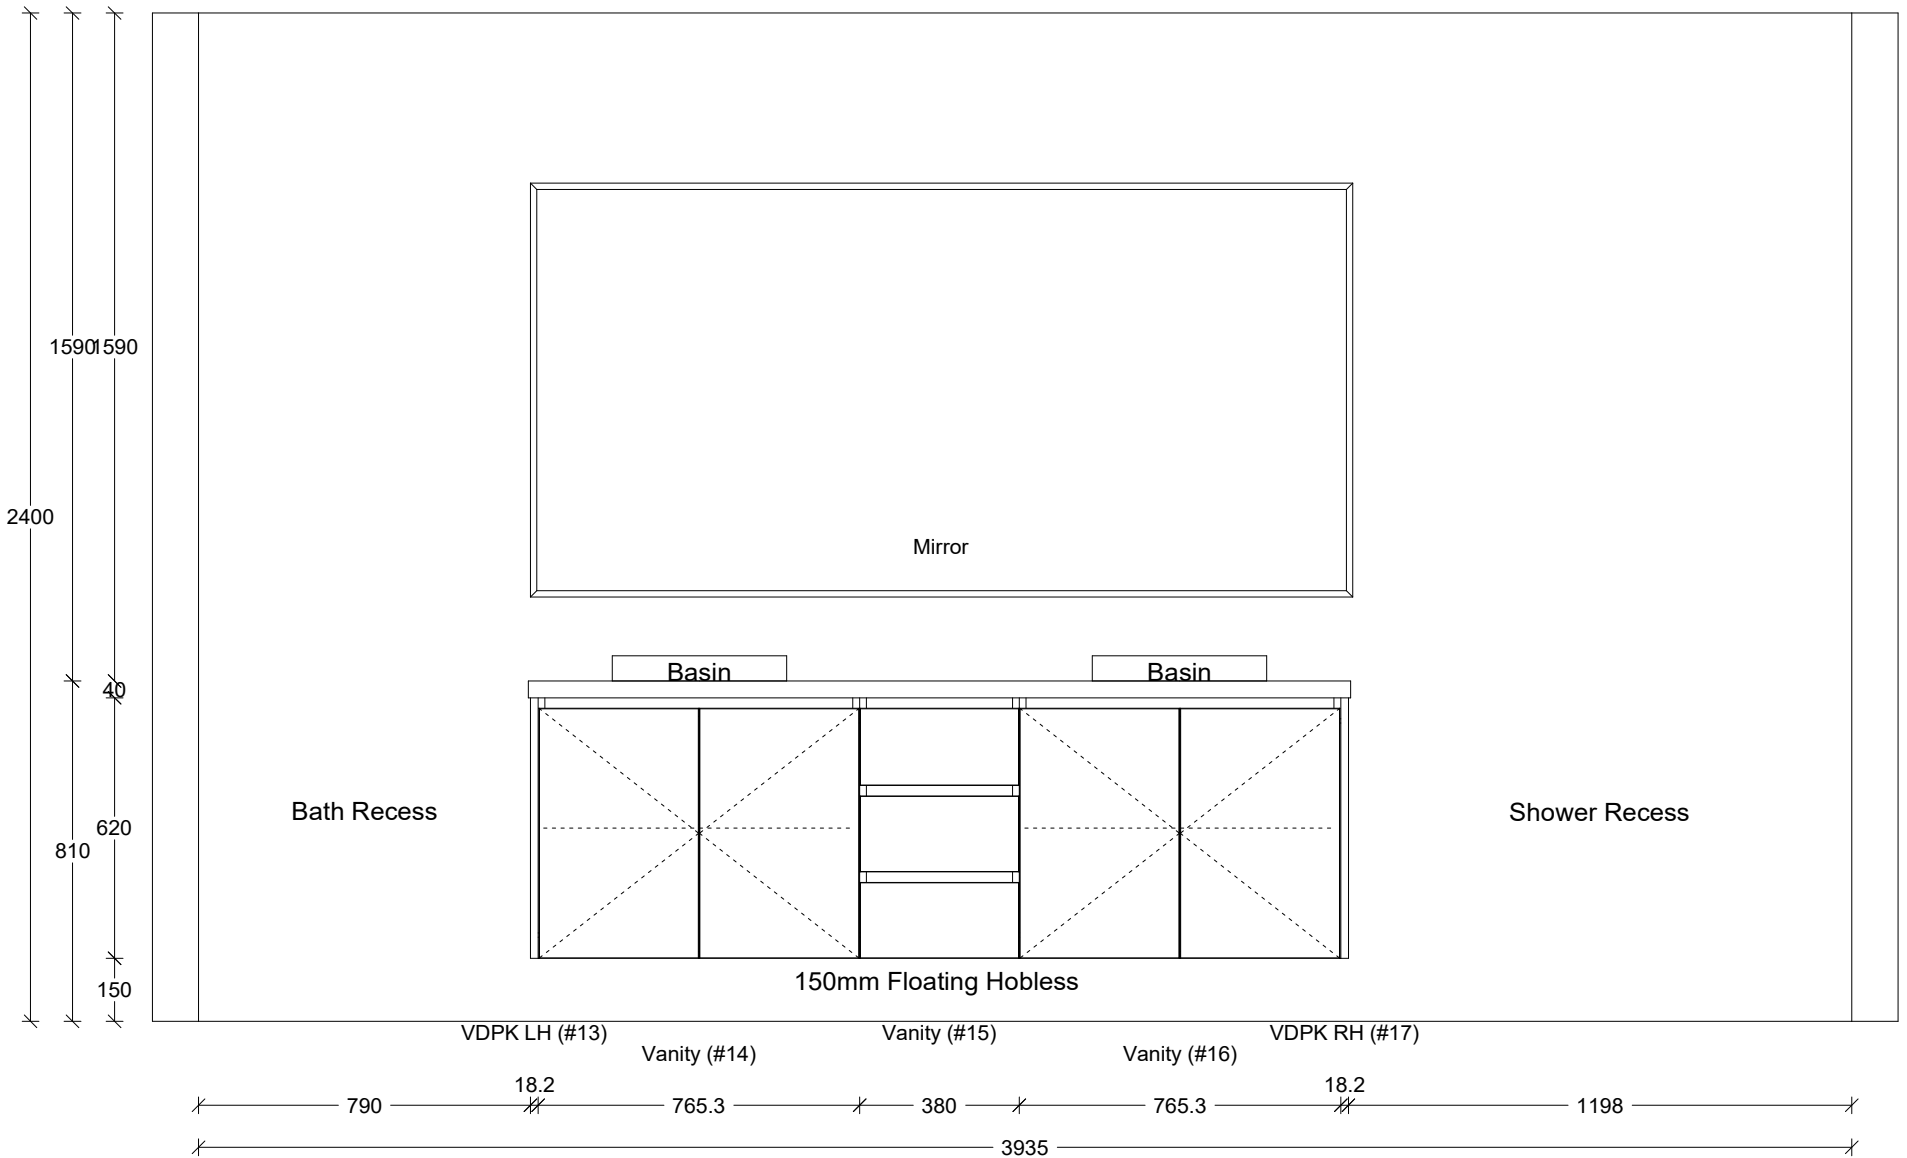 1590
1590
2400
Mirror
Basin
Basin
40
Bath Recess
Shower Recess
620
810
150mm Floating Hobless
150
VDPK LH (#13)
Vanity (#15)
VDPK RH (#17)
Vanity (#14)
Vanity (#16)
18.2
18.2
790
765.3
380
765.3
1198
3935